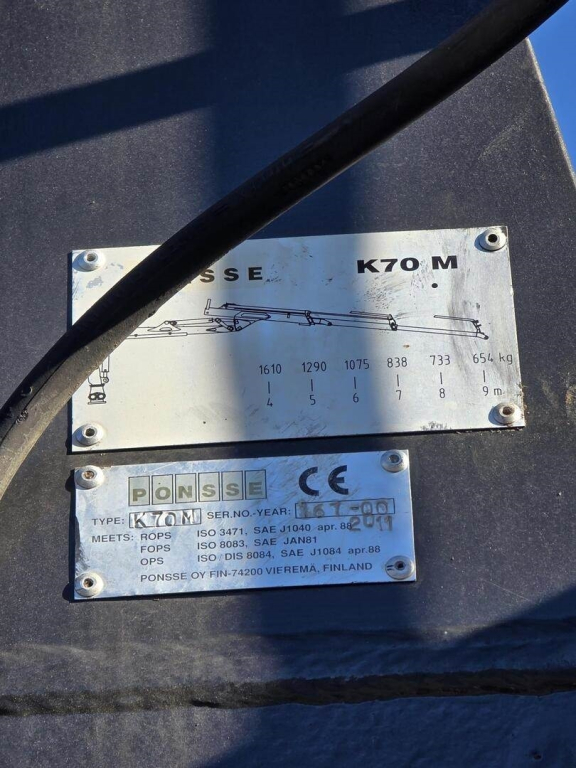 SSE K70 M
1610 1290 1075 838 733 654 kg
4 5 6 7 8 9 m
PONSSE CE
TYPE: K70M SER.NO.-YEAR:
2011
MEETS: ROPS ISO 3471, SAE J1040 apr. 88
FOPS ISO 8083, SAE JAN81
OPS ISO DIS 8084, SAE J1084 apr.88
PONSSE OY FIN-74200 VIEREMÄ, FINLAND